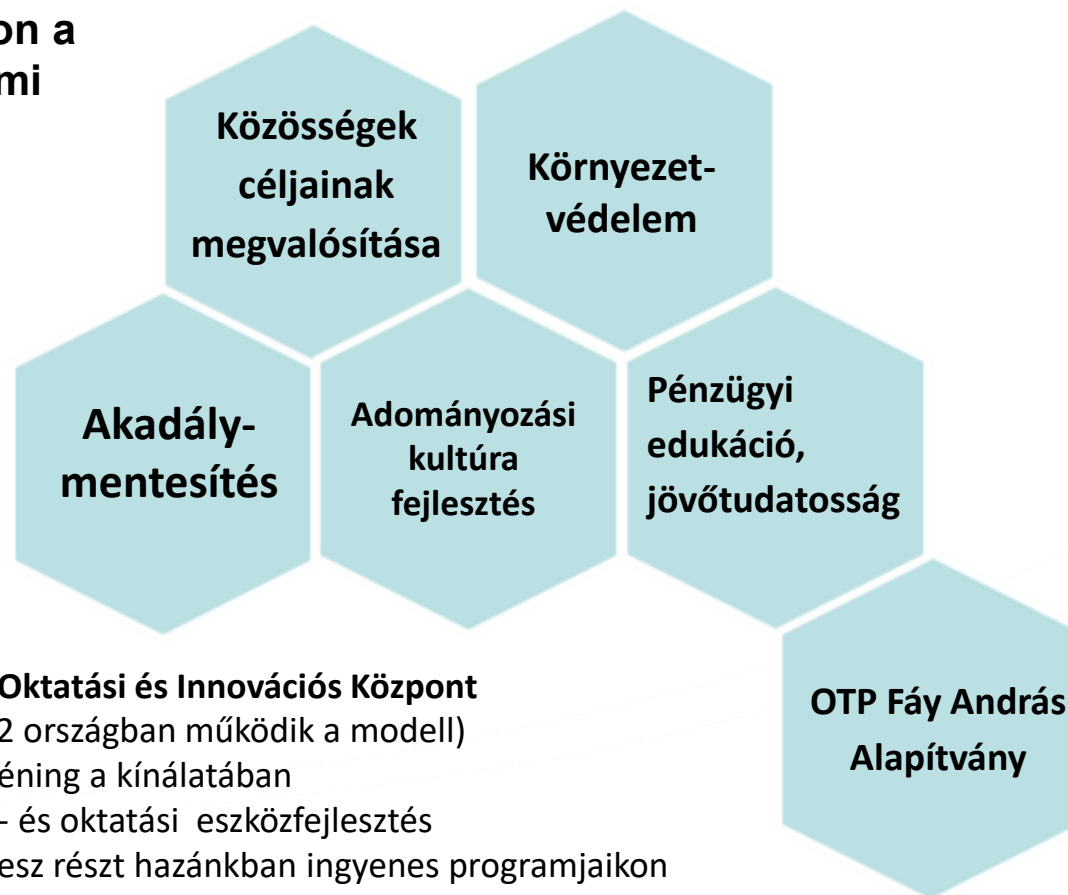 on a
mi
Közösségek
céljainak
megvalósítása
Környezet-
védelem
Akadály-
mentesítés
Adományozási
kultúra
fejlesztés
Pénzügyi
edukáció,
jövőtudatosság
OTP Fáy András
Alapítvány
Oktatási és Innovációs Központ
2 országban működik a modell)
éning a kínálatában
- és oktatási eszközfejlesztés
esz részt hazánkban ingyenes programjaikon